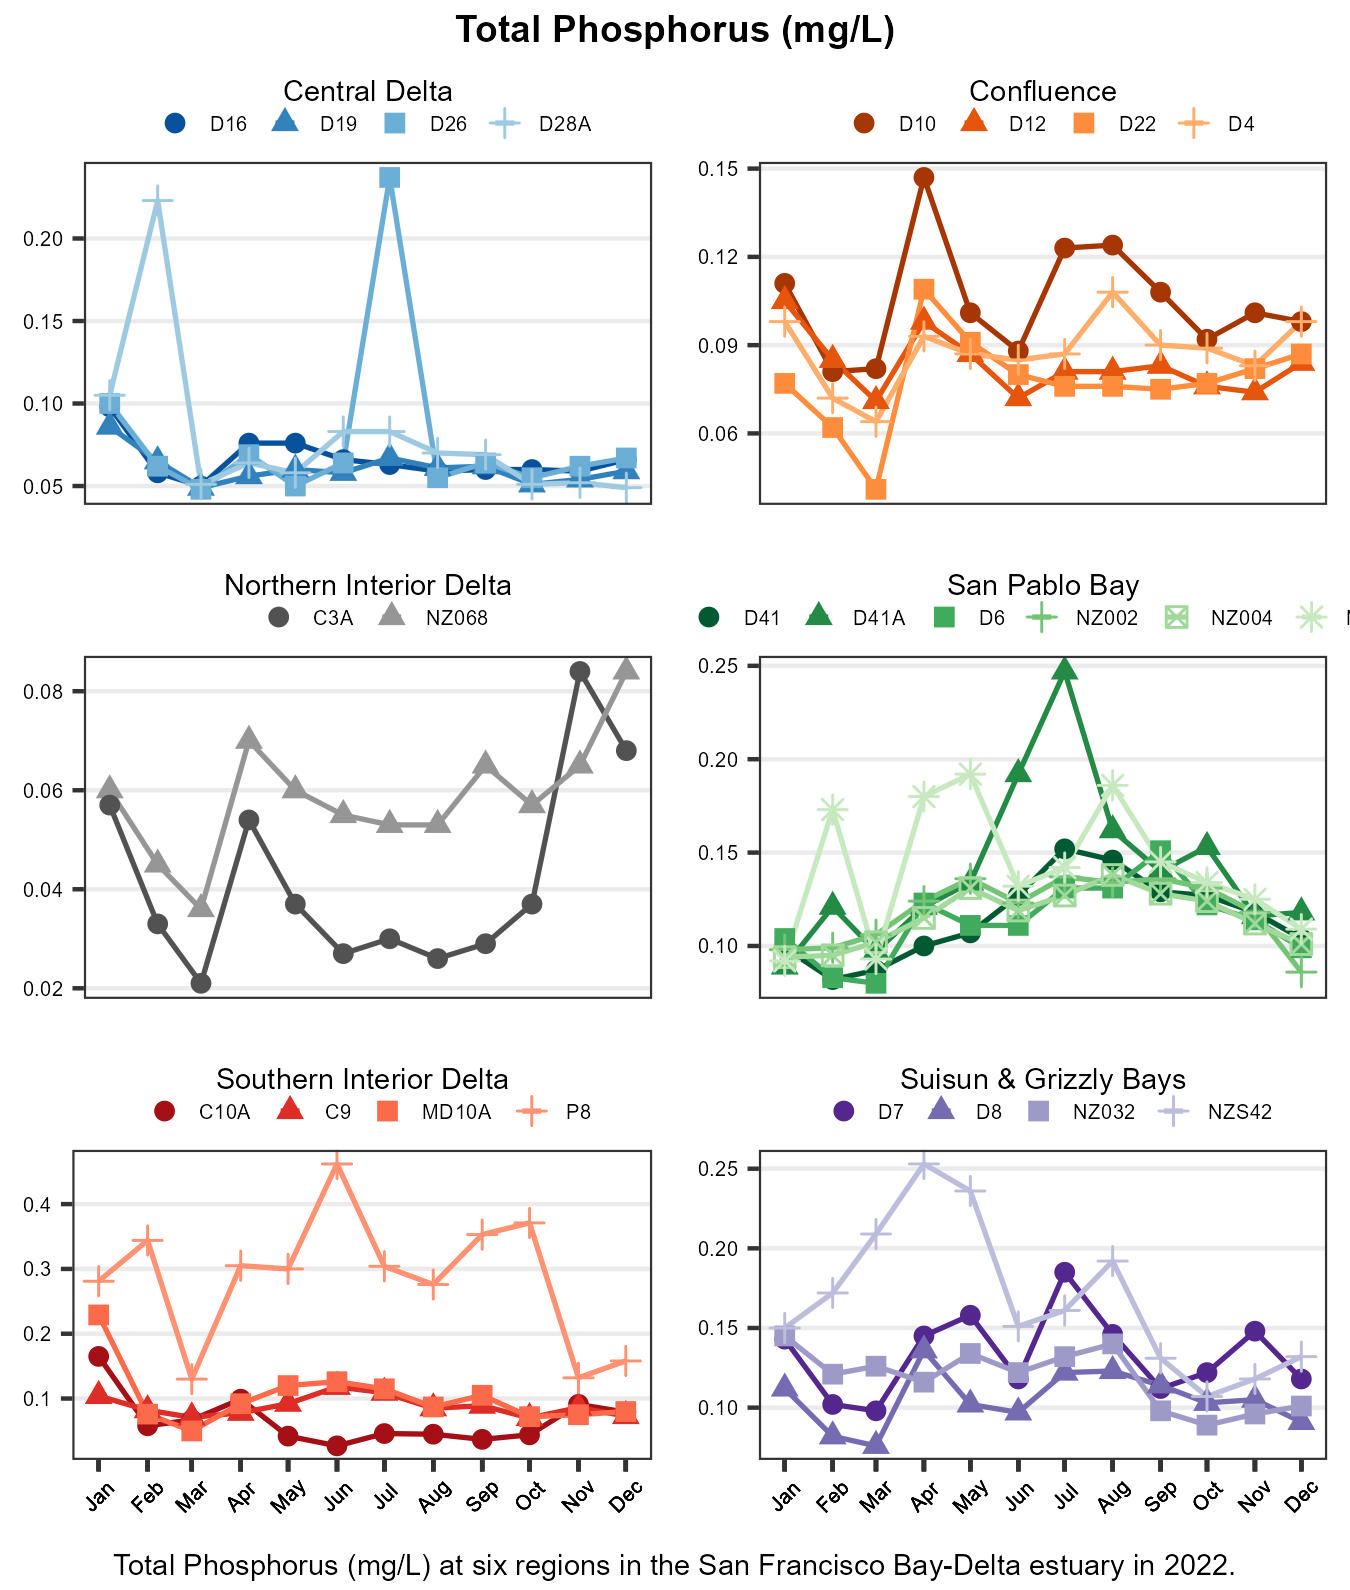 Total Phosphorus (mg/L)
Central Delta
D16 D19 D26 D28A
0.20
0.15
0.10
0.05
Confluence
D10 D12 D22 D4
0.15
0.12
0.09
0.06
Northern Interior Delta
C3A NZ068
0.08
0.06
0.04
0.02
San Pablo Bay
D41 D41A D6 NZ002 NZ004
0.25
0.20
0.15
0.10
Southern Interior Delta
C10A C9 MD10A P8
0.4
0.3
0.2
0.1
Jan Feb Mar Apr May Jun Jul Aug Sep Oct Nov Dec
Suisun & Grizzly Bays
D7 D8 NZ032 NZS42
0.25
0.20
0.15
0.10
Jan Feb Mar Apr May Jun Jul Aug Sep Oct Nov Dec
Total Phosphorus (mg/L) at six regions in the San Francisco Bay-Delta estuary in 2022.